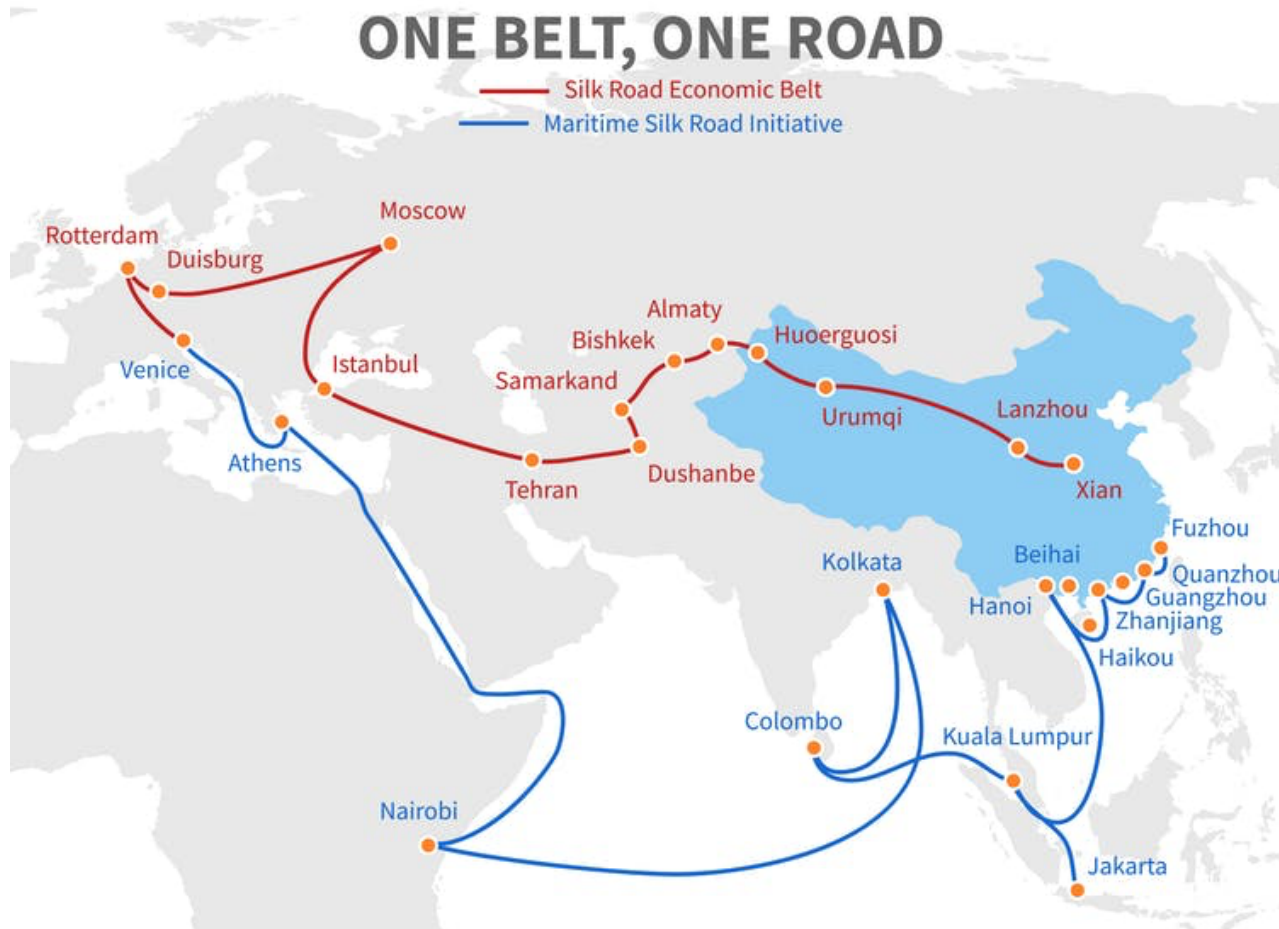 ONE BELT, ONE ROAD
Silk Road Economic Belt
Maritime Silk Road Initiative
Moscow
Rotterdam
Duisburg
Almaty
Bishkek
Huoerguosi
Venice
Istanbul
Samarkand
Lanzhou
Urumqi
Athens
Dushanbe
Tehran
Xian
Fuzhou
Beihai
Kolkata
Quanzhou
Guangzhou
Hanoi
Zhanjiang
Haikou
Colombo
Kuala Lumpur
Nairobi
Jakarta